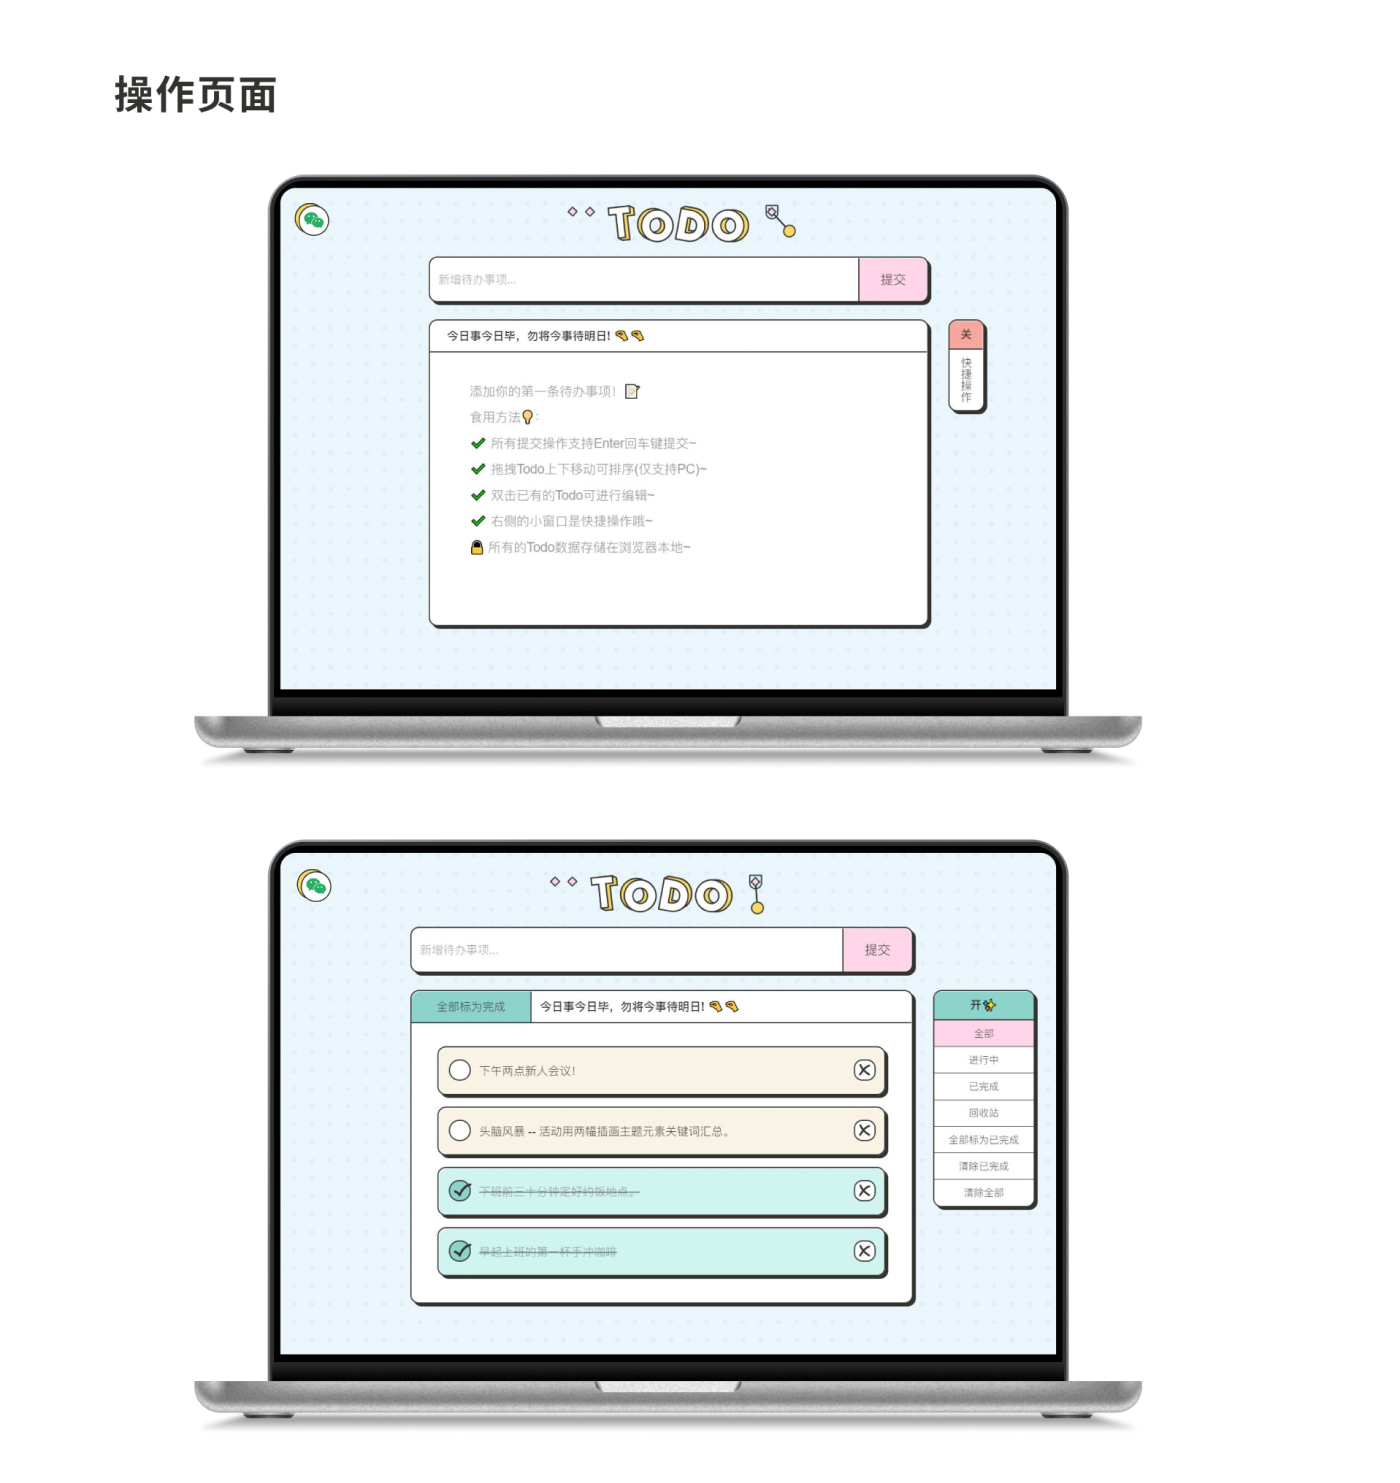 操作页面
TODO
新增待办事项...
提交
今日事今日毕，勿将今事待明日!
关
快捷操作
添加你的第一条待办事项！
食用方法：
所有提交操作支持Enter回车键提交~
拖拽Todo上下移动可排序(仅支持PC)~
双击已有的Todo可进行编辑~
右侧的小窗口是快捷操作哦~
所有的Todo数据存储在浏览器本地~
TODO
新增待办事项...
提交
全部标为完成
今日事今日毕，勿将今事待明日!
下午两点新人会议!
头脑风暴 -- 活动用两幅插画主题元素关键词汇总。
下班前三十分钟定好约饭地点。
早起上班的第一杯手冲咖啡
开
全部
进行中
已完成
回收站
全部标为已完成
清除已完成
清除全部